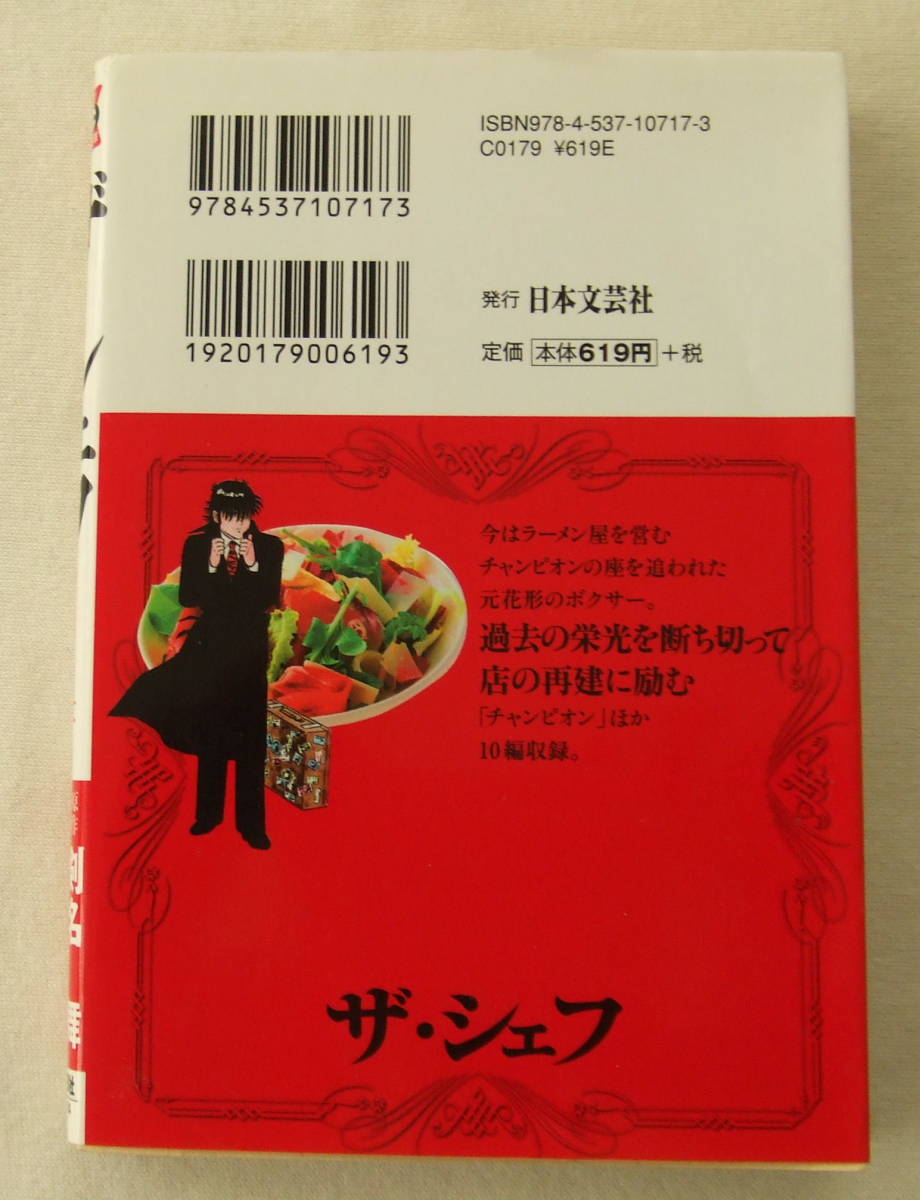 ISBN978-4-537-10717-3
C0179 ¥619E
9784537107173
1920179006193
発行 日本文芸社
定価 本体619円+税
今はラーメン屋を営む
チャンピオンの座を追われた
元花形のボクサー。
過去の栄光を断ち切って
店の再建に励む
「チャンピオン」ほか
10編収録。
ザ・シェフ
剣名 舞